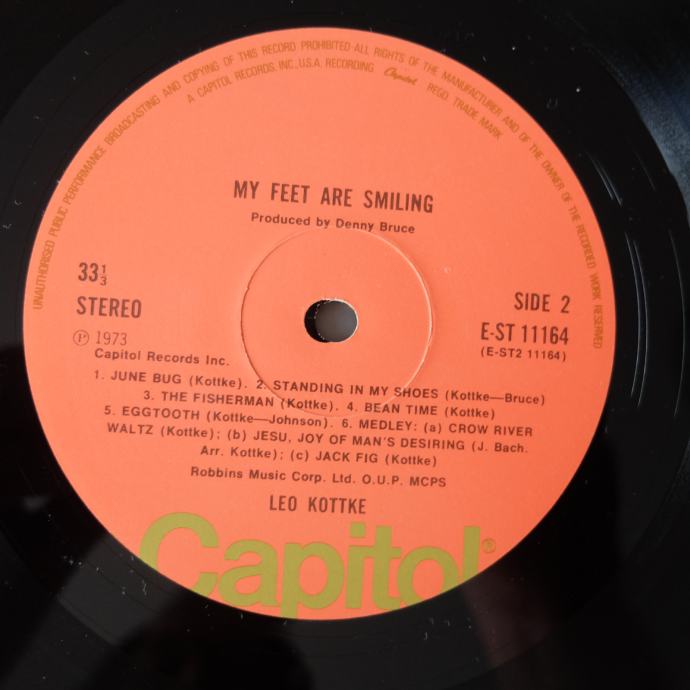 UNAUTHORISED PUBLIC PERFORMANCE BROADCASTING AND COPYING OF THIS RECORD PROHIBITED-ALL RIGHTS OF THE MANUFACTURER AND OF THE OWNER OF THE RECORDED WORK RESERVED
A CAPITOL RECORDS, INC., U.S.A. RECORDING Capitol REGD. TRADE MARK
MY FEET ARE SMILING
Produced by Denny Bruce
33⅓
STEREO
SIDE 2
E-ST 11164
(E-ST2 11164)
Ⓟ 1973
Capitol Records Inc.
1. JUNE BUG (Kottke). 2. STANDING IN MY SHOES (Kottke—Bruce)
3. THE FISHERMAN (Kottke). 4. BEAN TIME (Kottke)
5. EGGTOOTH (Kottke—Johnson). 6. MEDLEY: (a) CROW RIVER
WALTZ (Kottke); (b) JESU, JOY OF MAN'S DESIRING (J. Bach.
Arr. Kottke); (c) JACK FIG (Kottke)
Robbins Music Corp. Ltd. O.U.P. MCPS
LEO KOTTKE
Capitol®